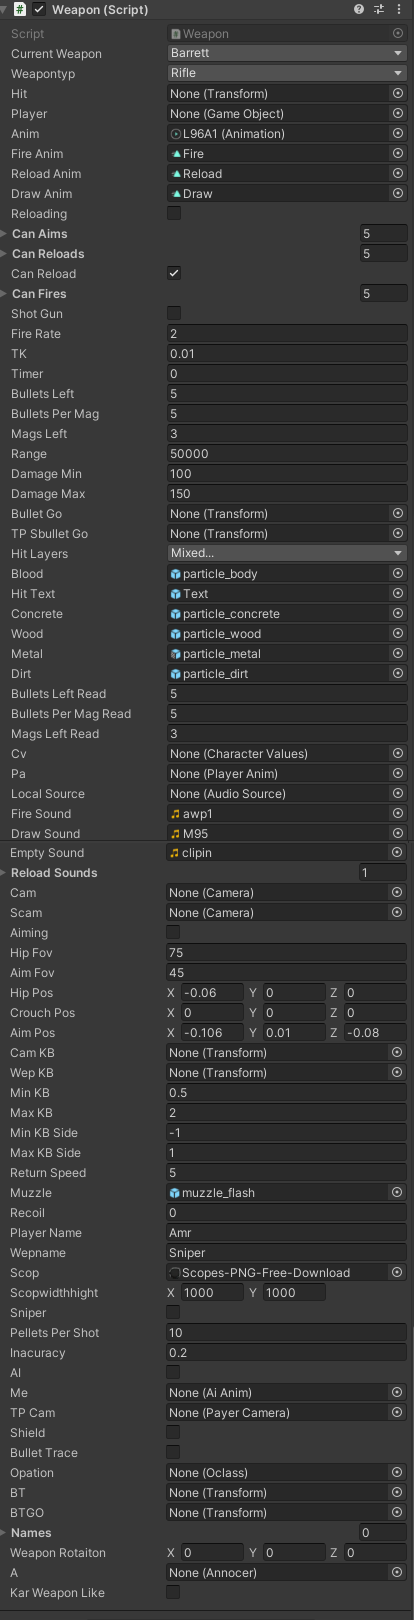 # Weapon (Script)
Script Weapon
Current Weapon Barrett
Weapontyp Rifle
Hit None (Transform)
Player None (Game Object)
Anim L96A1 (Animation)
Fire Anim Fire
Reload Anim Reload
Draw Anim Draw
Reloading
Can Aims 5
Can Reloads 5
Can Reload
Can Fires 5
Shot Gun
Fire Rate 2
TK 0.01
Timer 0
Bullets Left 5
Bullets Per Mag 5
Mags Left 3
Range 50000
Damage Min 100
Damage Max 150
Bullet Go None (Transform)
TP Sbullet Go None (Transform)
Hit Layers Mixed...
Blood particle_body
Hit Text Text
Concrete particle_concrete
Wood particle_wood
Metal particle_metal
Dirt particle_dirt
Bullets Left Read 5
Bullets Per Mag Read 5
Mags Left Read 3
Cv None (Character Values)
Pa None (Player Anim)
Local Source None (Audio Source)
Fire Sound awp1
Draw Sound M95
Empty Sound clipin
Reload Sounds 1
Cam None (Camera)
Scam None (Camera)
Aiming
Hip Fov 75
Aim Fov 45
Hip Pos X -0.06 Y 0 Z 0
Crouch Pos X 0 Y 0 Z 0
Aim Pos X -0.106 Y 0.01 Z -0.08
Cam KB None (Transform)
Wep KB None (Transform)
Min KB 0.5
Max KB 2
Min KB Side -1
Max KB Side 1
Return Speed 5
Muzzle muzzle_flash
Recoil 0
Player Name Amr
Wepname Sniper
Scop Scopes-PNG-Free-Download
Scopwidthhight X 1000 Y 1000
Sniper
Pellets Per Shot 10
Inacuracy 0.2
AI
Me None (Ai Anim)
TP Cam None (Payer Camera)
Shield
Bullet Trace
Opation None (Oclass)
BT None (Transform)
BTGO None (Transform)
Names 0
Weapon Rotaiton X 0 Y 0 Z 0
A None (Annocer)
Kar Weapon Like